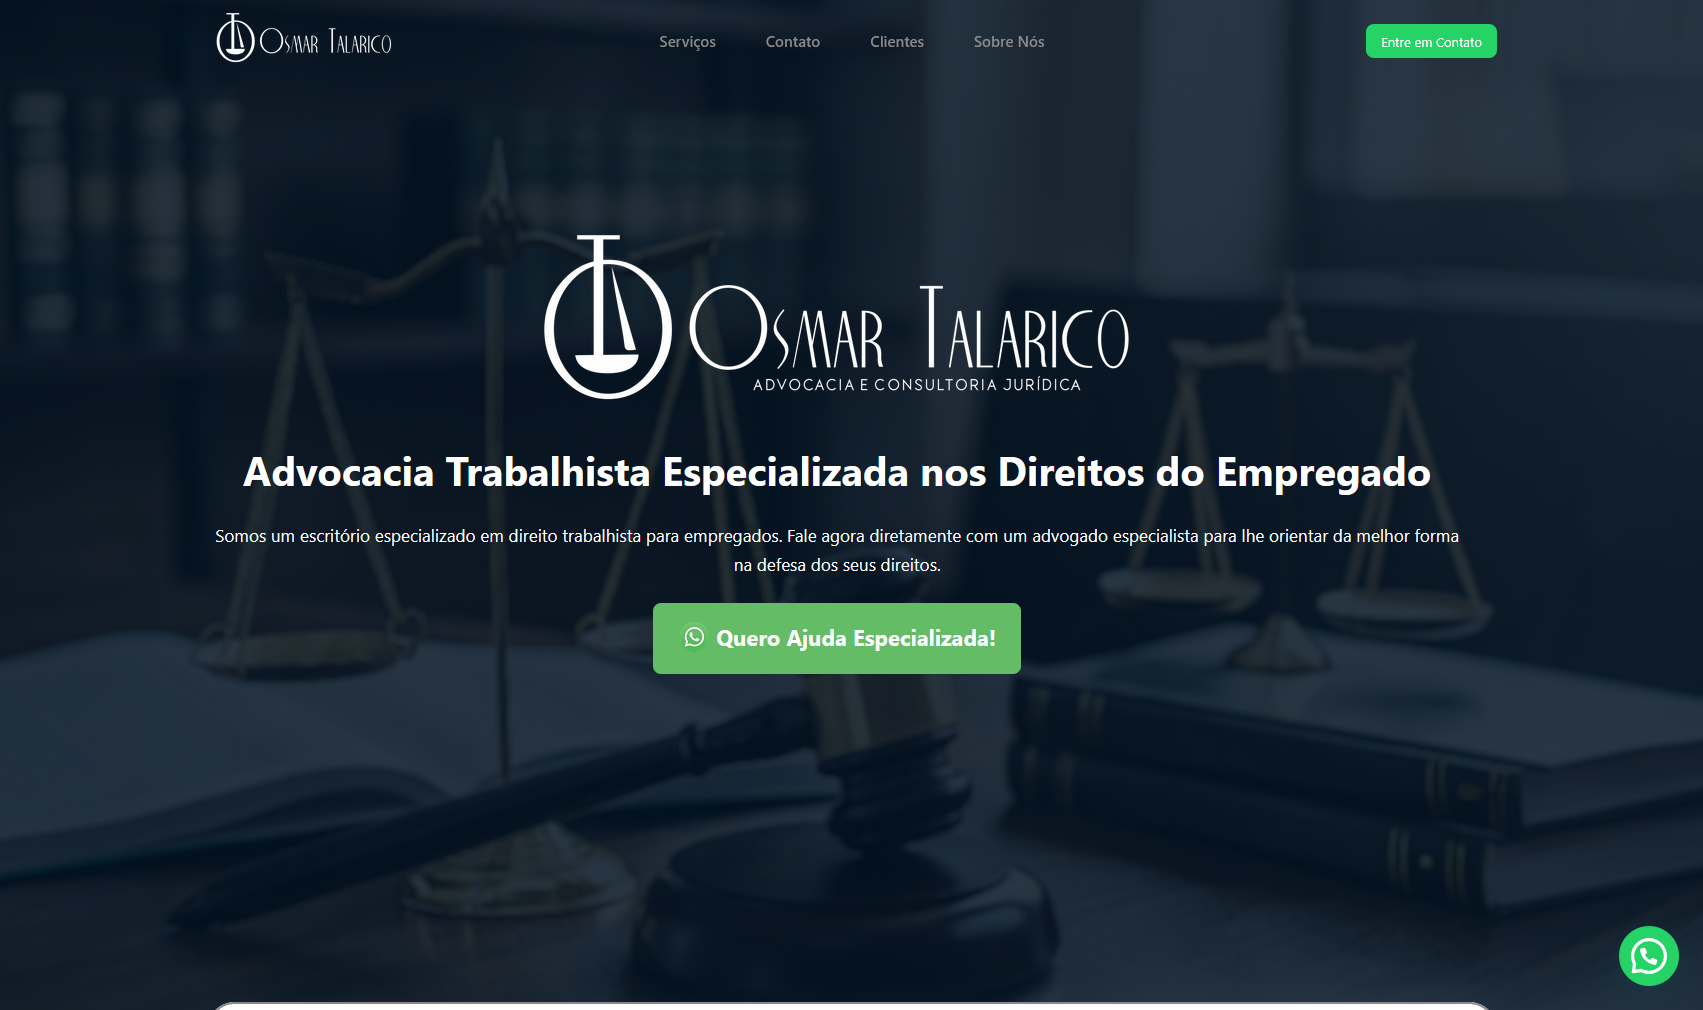 Osmar Talarico
Serviços
Contato
Clientes
Sobre Nós
Entre em Contato
Osmar Talarico
ADVOCACIA E CONSULTORIA JURÍDICA
Advocacia Trabalhista Especializada nos Direitos do Empregado
Somos um escritório especializado em direito trabalhista para empregados. Fale agora diretamente com um advogado especialista para lhe orientar da melhor forma
na defesa dos seus direitos.
Quero Ajuda Especializada!